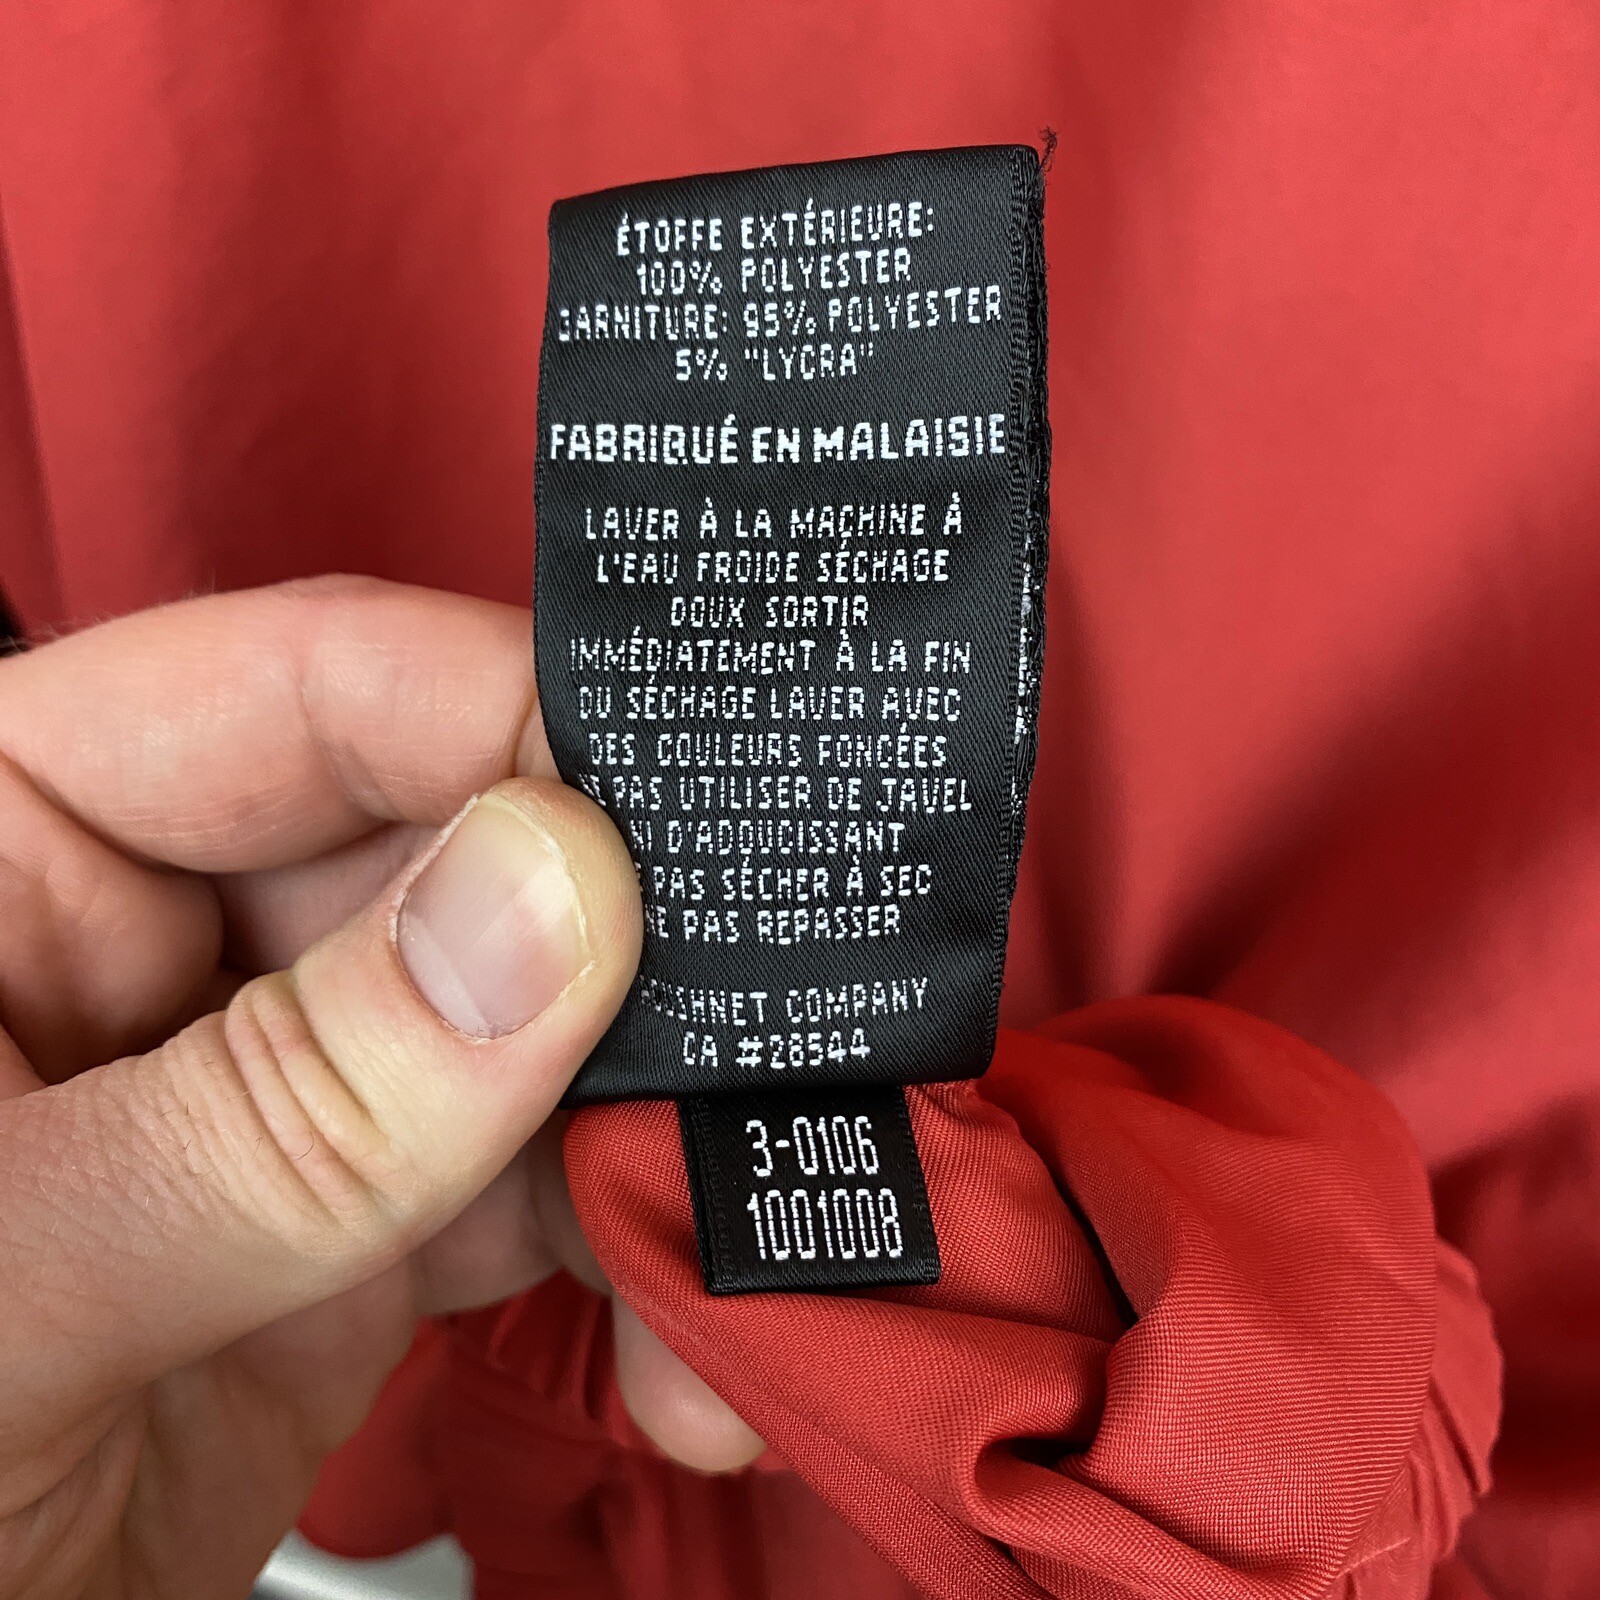 ÉTOFFE EXTÉRIEURE:
100% POLYESTER
GARNITURE: 95% POLYESTER
5% "LYCRA"
FABRIQUÉ EN MALAISIE
LAVER À LA MACHINE À
L'EAU FROIDE SÉCHAGE
DOUX SORTIR
IMMÉDIATEMENT À LA FIN
DU SÉCHAGE LAVER AVEC
DES COULEURS FONCÉES
PAS UTILISER DE JAVEL
NI D'ADOUCISSANT
PAS SÉCHER À SEC
NE PAS REPASSER
COMPANY
CA #28544
3-0106
1001008